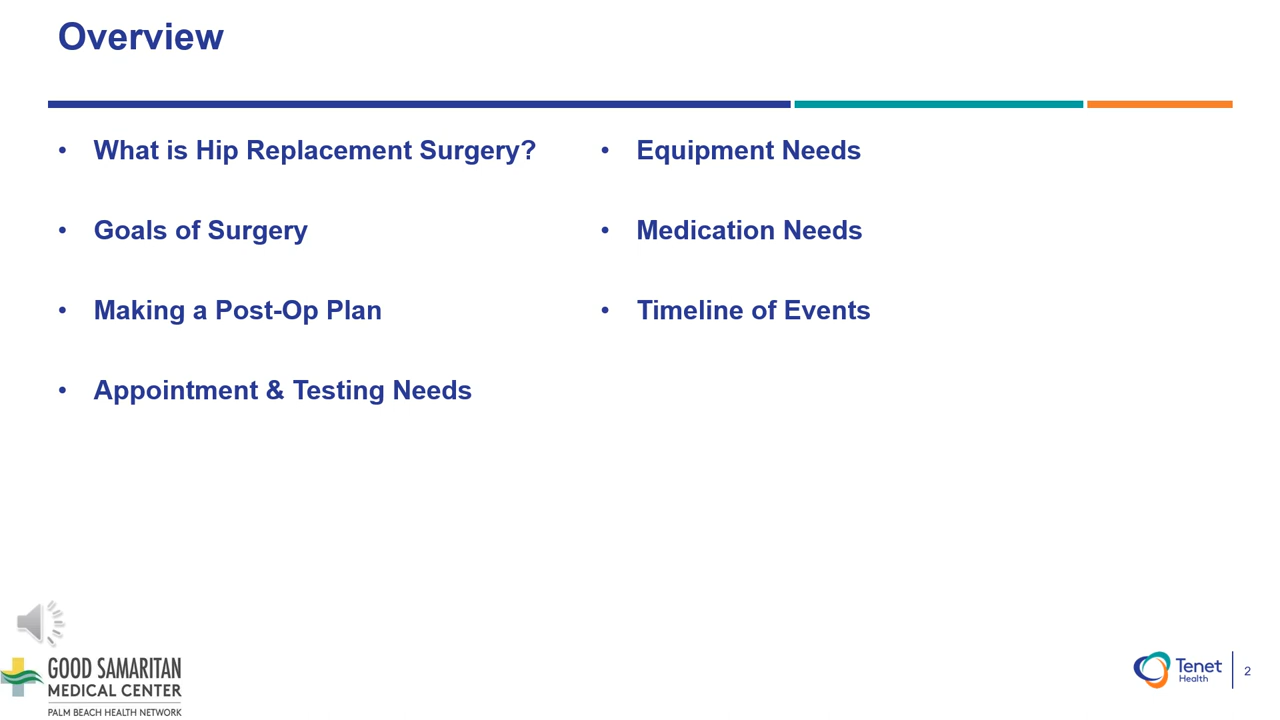 Overview
• What is Hip Replacement Surgery?
• Goals of Surgery
• Making a Post-Op Plan
• Appointment & Testing Needs
• Equipment Needs
• Medication Needs
• Timeline of Events
GOOD SAMARITAN
MEDICAL CENTER
PALM BEACH HEALTH NETWORK
Tenet
Health
2